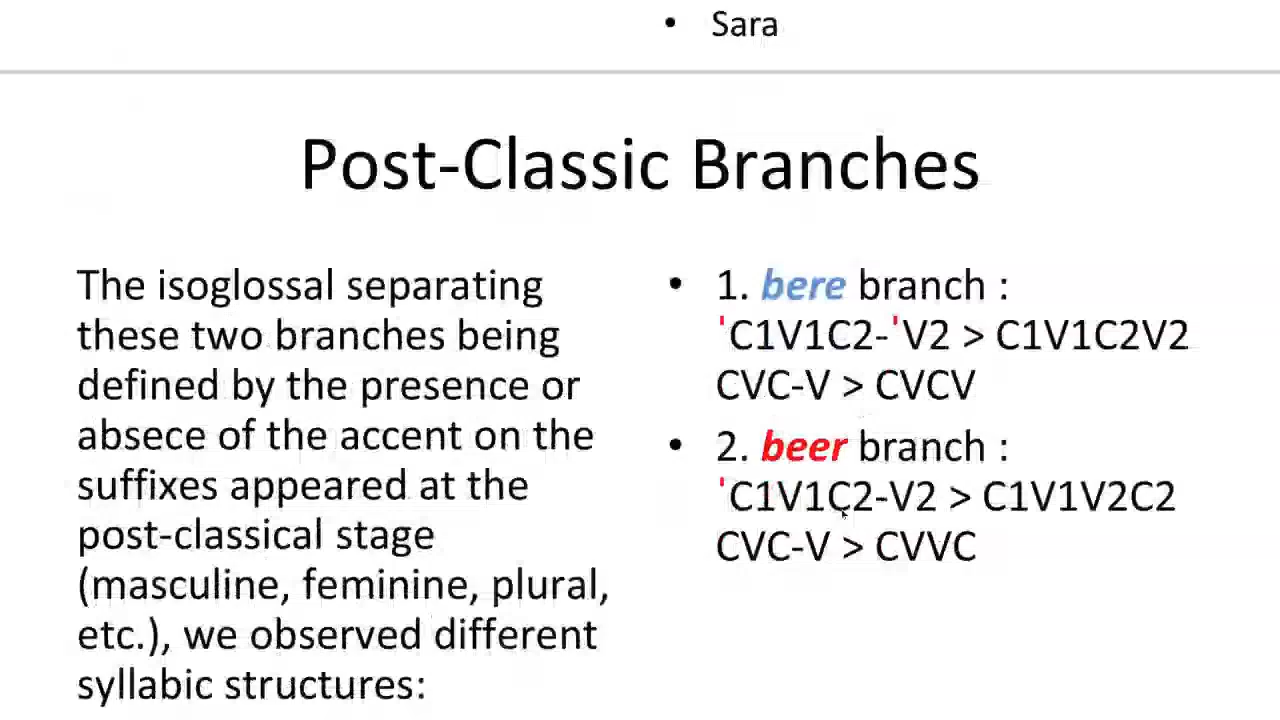 • Sara
Post-Classic Branches
The isoglossal separating
these two branches being
defined by the presence or
absece of the accent on the
suffixes appeared at the
post-classical stage
(masculine, feminine, plural,
etc.), we observed different
syllabic structures:
• 1. bere branch :
ˈC1V1C2-ˈV2 > C1V1C2V2
CVC-V > CVCV
• 2. beer branch :
ˈC1V1C2-V2 > C1V1V2C2
CVC-V > CVVC